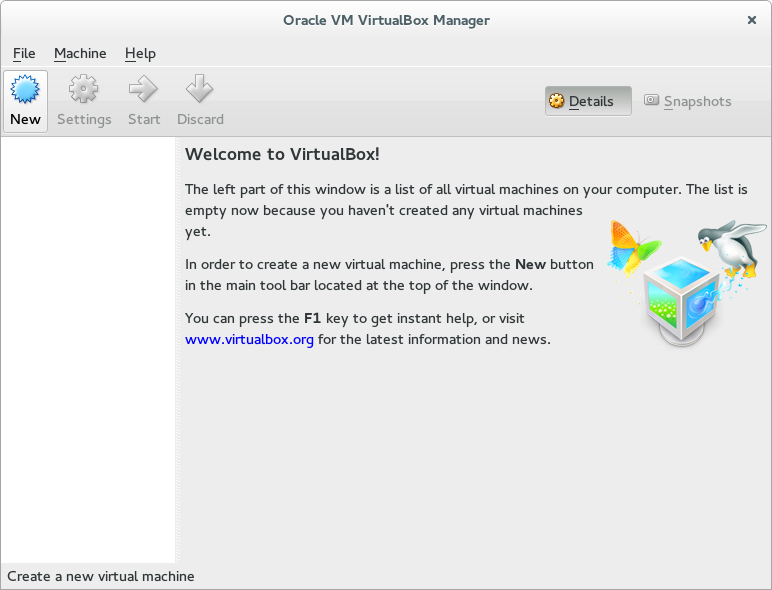 Oracle VM VirtualBox Manager
File Machine Help
New Settings Start Discard Details Snapshots
Welcome to VirtualBox!
The left part of this window is a list of all virtual machines on your computer. The list is
empty now because you haven't created any virtual machines
yet.
In order to create a new virtual machine, press the New button
in the main tool bar located at the top of the window.
You can press the F1 key to get instant help, or visit
www.virtualbox.org for the latest information and news.
Create a new virtual machine